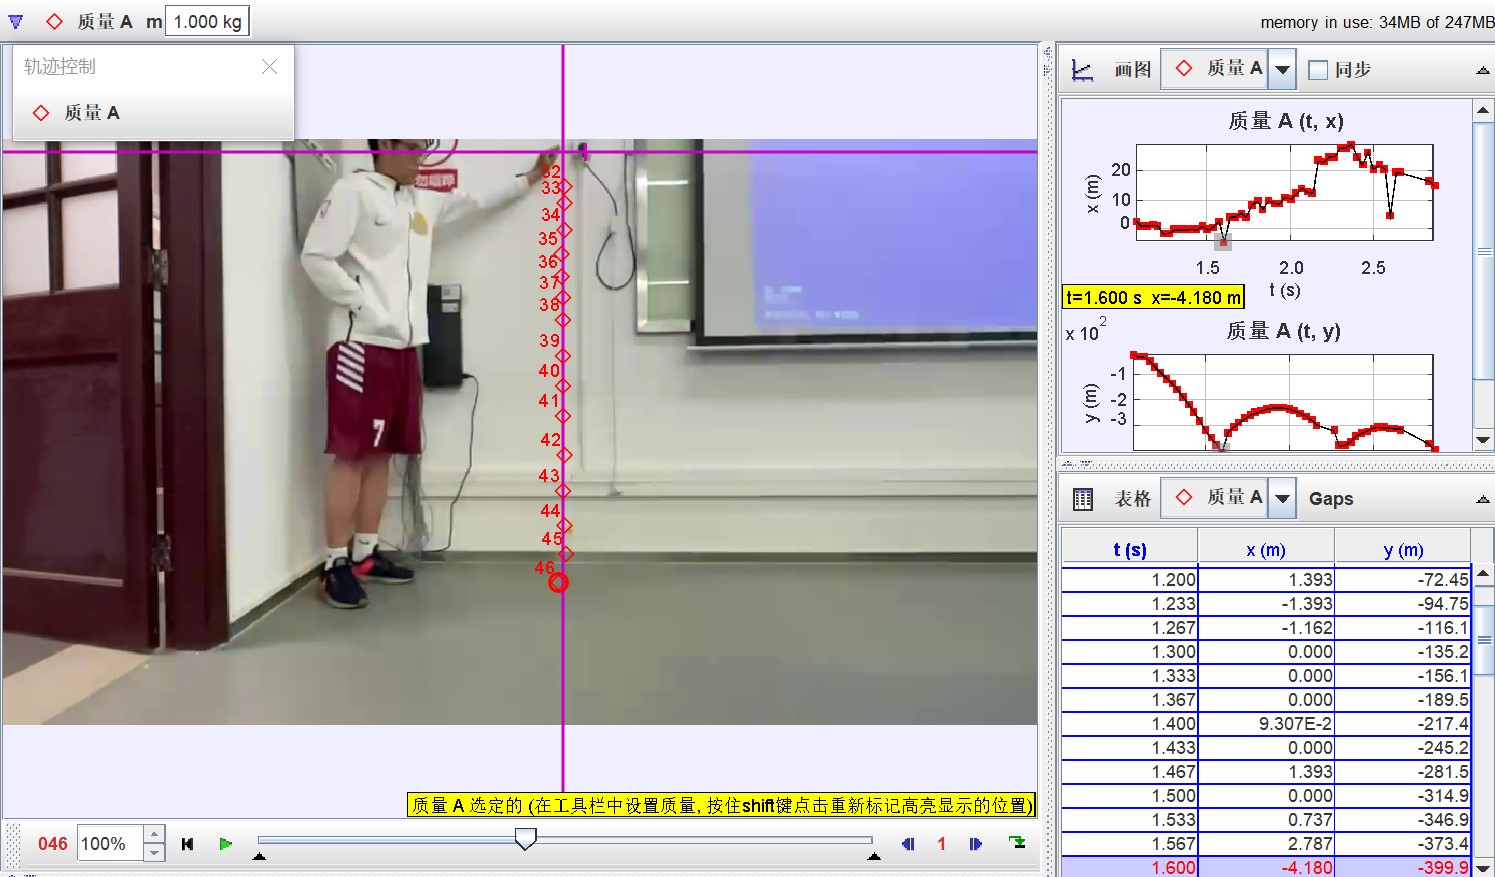 质量 A m 1.000 kg
memory in use: 34MB of 247MB
轨迹控制
质量 A
勿喧哗
7
32
33
34
35
36
37
38
39
40
41
42
43
44
45
46
质量 A 选定的 (在工具栏中设置质量, 按住shift键点击重新标记高亮显示的位置)
046 100% 1
画图 质量 A 同步
质量 A (t, x)
x (m)
20
10
0
1.5 2.0 2.5
t (s)
t=1.600 s x=-4.180 m
x 10²
质量 A (t, y)
y (m)
-1
-2
-3
表格 质量 A Gaps
t (s) x (m) y (m)
1.200 1.393 -72.45
1.233 -1.393 -94.75
1.267 -1.162 -116.1
1.300 0.000 -135.2
1.333 0.000 -156.1
1.367 0.000 -189.5
1.400 9.307E-2 -217.4
1.433 0.000 -245.2
1.467 1.393 -281.5
1.500 0.000 -314.9
1.533 0.737 -346.9
1.567 2.787 -373.4
1.600 -4.180 -399.9